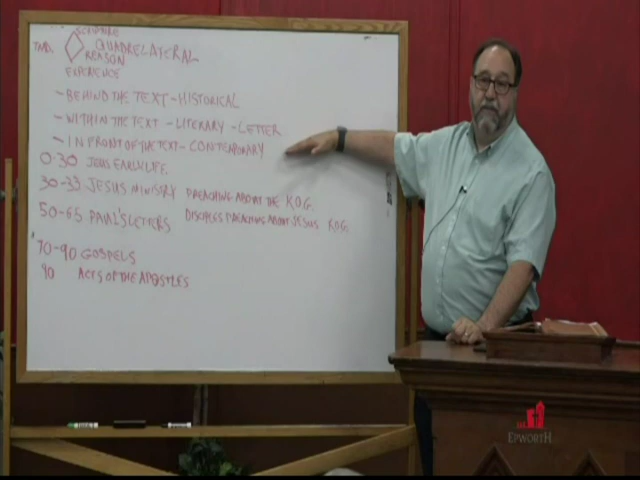 SCRIPTURE
TRAD. QUADRELATERAL
REASON
EXPERIENCE
- BEHIND THE TEXT - HISTORICAL
- WITHIN THE TEXT - LITERARY - LETTER
- IN FRONT OF THE TEXT - CONTEMPORARY
0-30 JESUS EARLY LIFE
30-33 JESUS MINISTRY PREACHING ABOUT THE K.O.G.
50-65 PAUL'S LETTERS DISCIPLES PREACHING ABOUT JESUS K.O.G.
70-90 GOSPELS
90 ACTS OF THE APOSTLES
EPWORTH